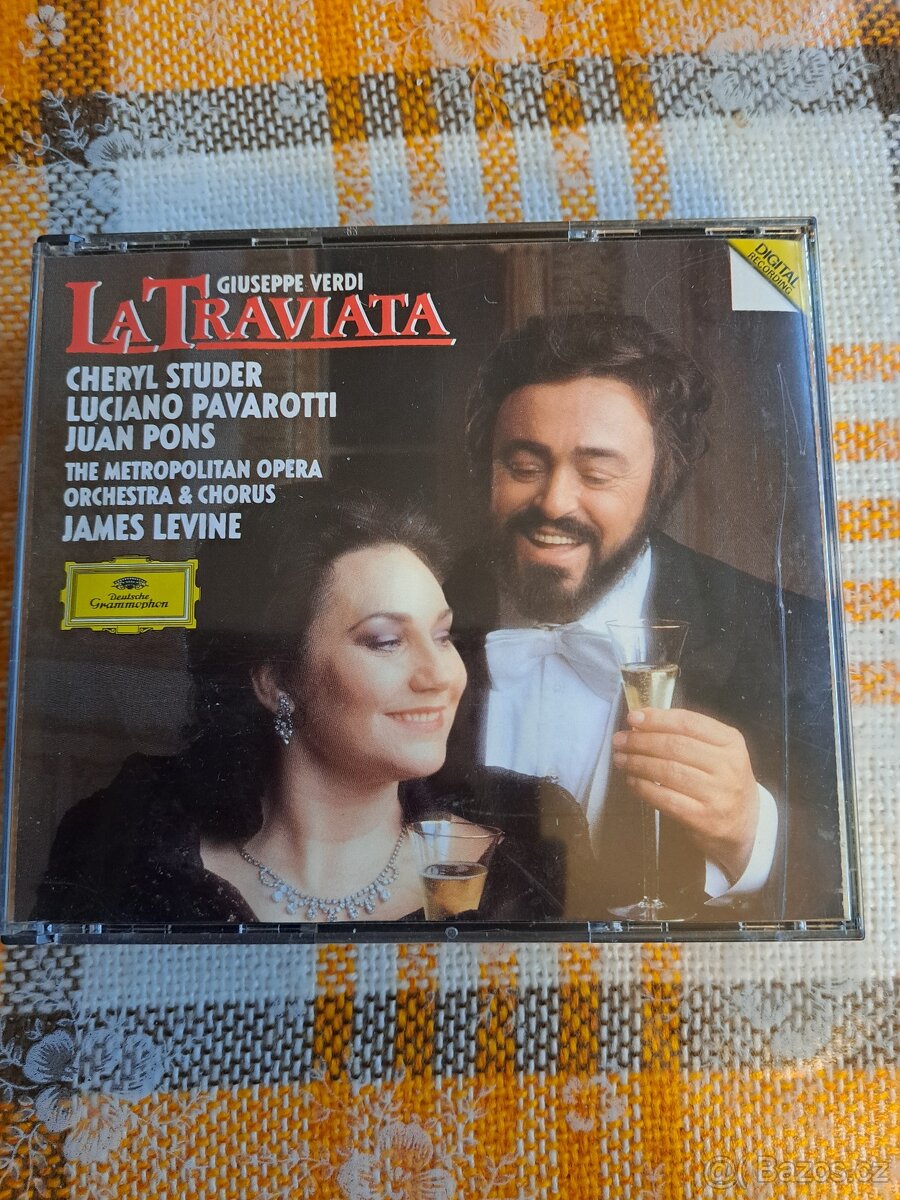 GIUSEPPE VERDI
LA TRAVIATA
CHERYL STUDER
LUCIANO PAVAROTTI
JUAN PONS
THE METROPOLITAN OPERA
ORCHESTRA & CHORUS
JAMES LEVINE
Deutsche
Grammophon
DIGITAL
RECORDING
© Bazos.cz